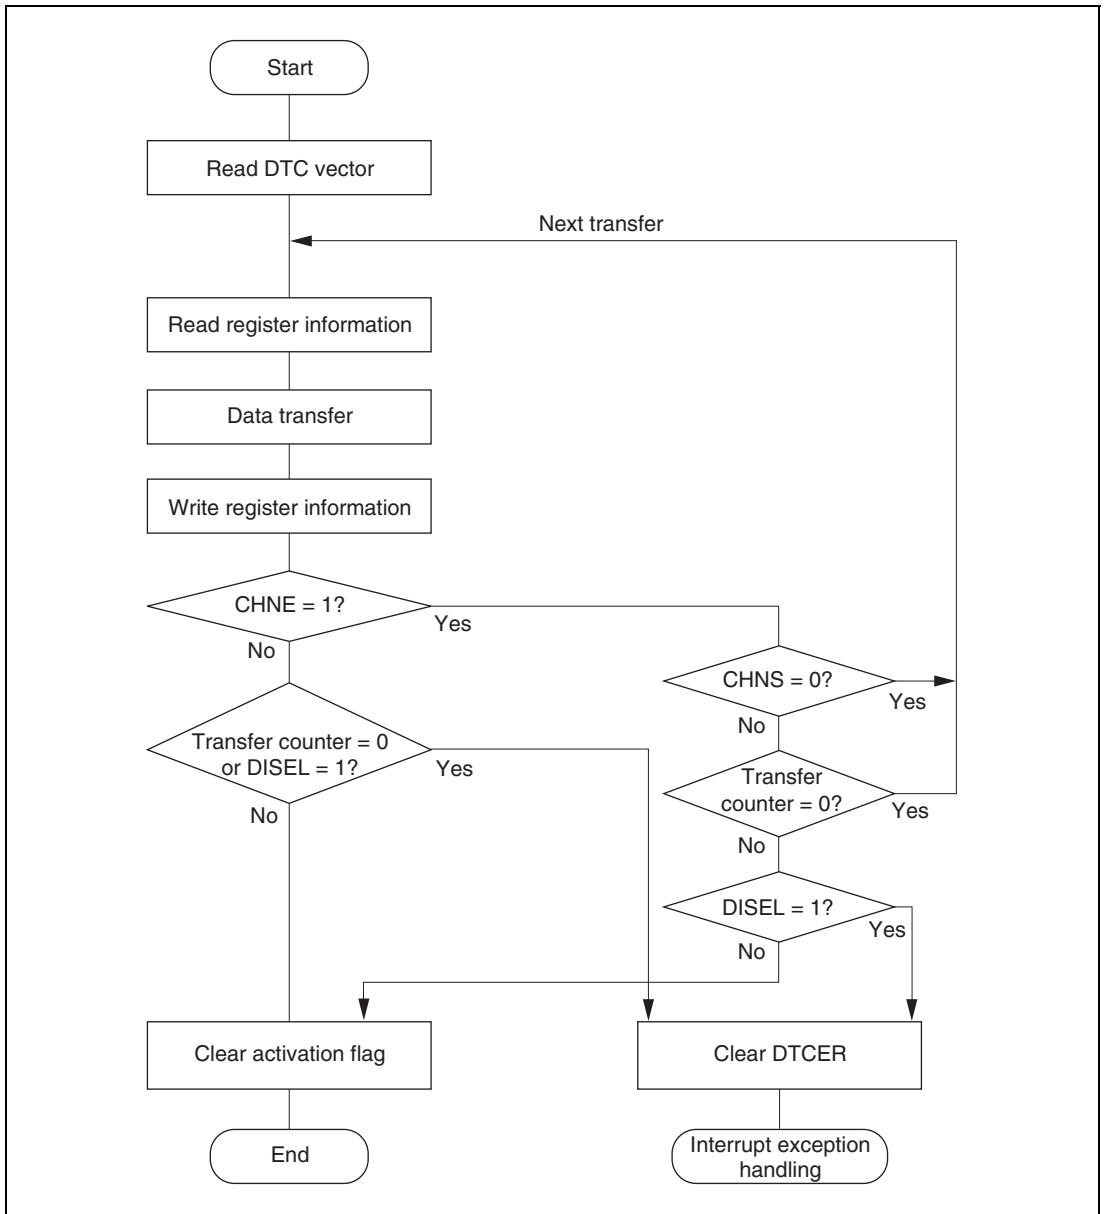 Start
Read DTC vector
Next transfer
Read register information
Data transfer
Write register information
CHNE = 1?
Yes
No
CHNS = 0?
Yes
No
Transfer counter = 0
or DISEL = 1?
Yes
No
Transfer
counter = 0?
Yes
No
DISEL = 1?
Yes
No
Clear activation flag
Clear DTCER
End
Interrupt exception
handling